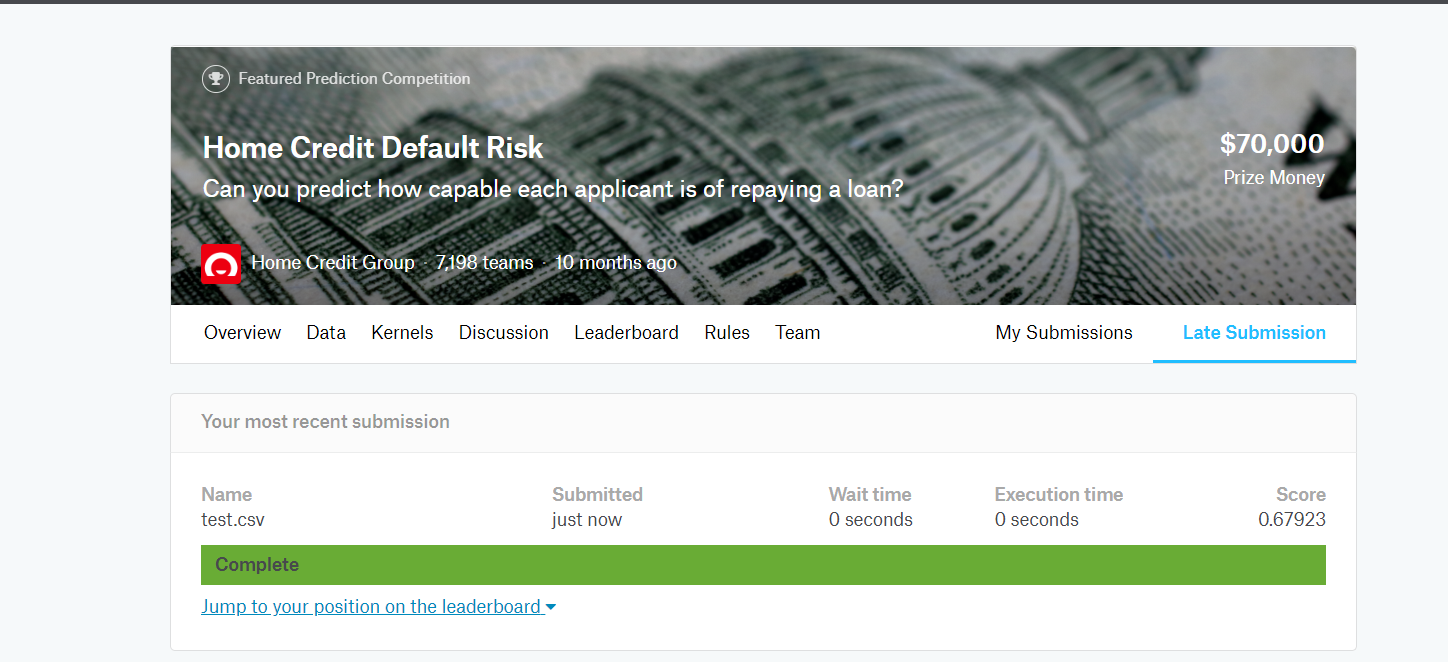 Featured Prediction Competition
Home Credit Default Risk
$70,000
Can you predict how capable each applicant is of repaying a loan?
Prize Money
Home Credit Group · 7,198 teams · 10 months ago
Overview Data Kernels Discussion Leaderboard Rules Team My Submissions Late Submission
Your most recent submission
Name Submitted Wait time Execution time Score
test.csv just now 0 seconds 0 seconds 0.67923
Complete
Jump to your position on the leaderboard